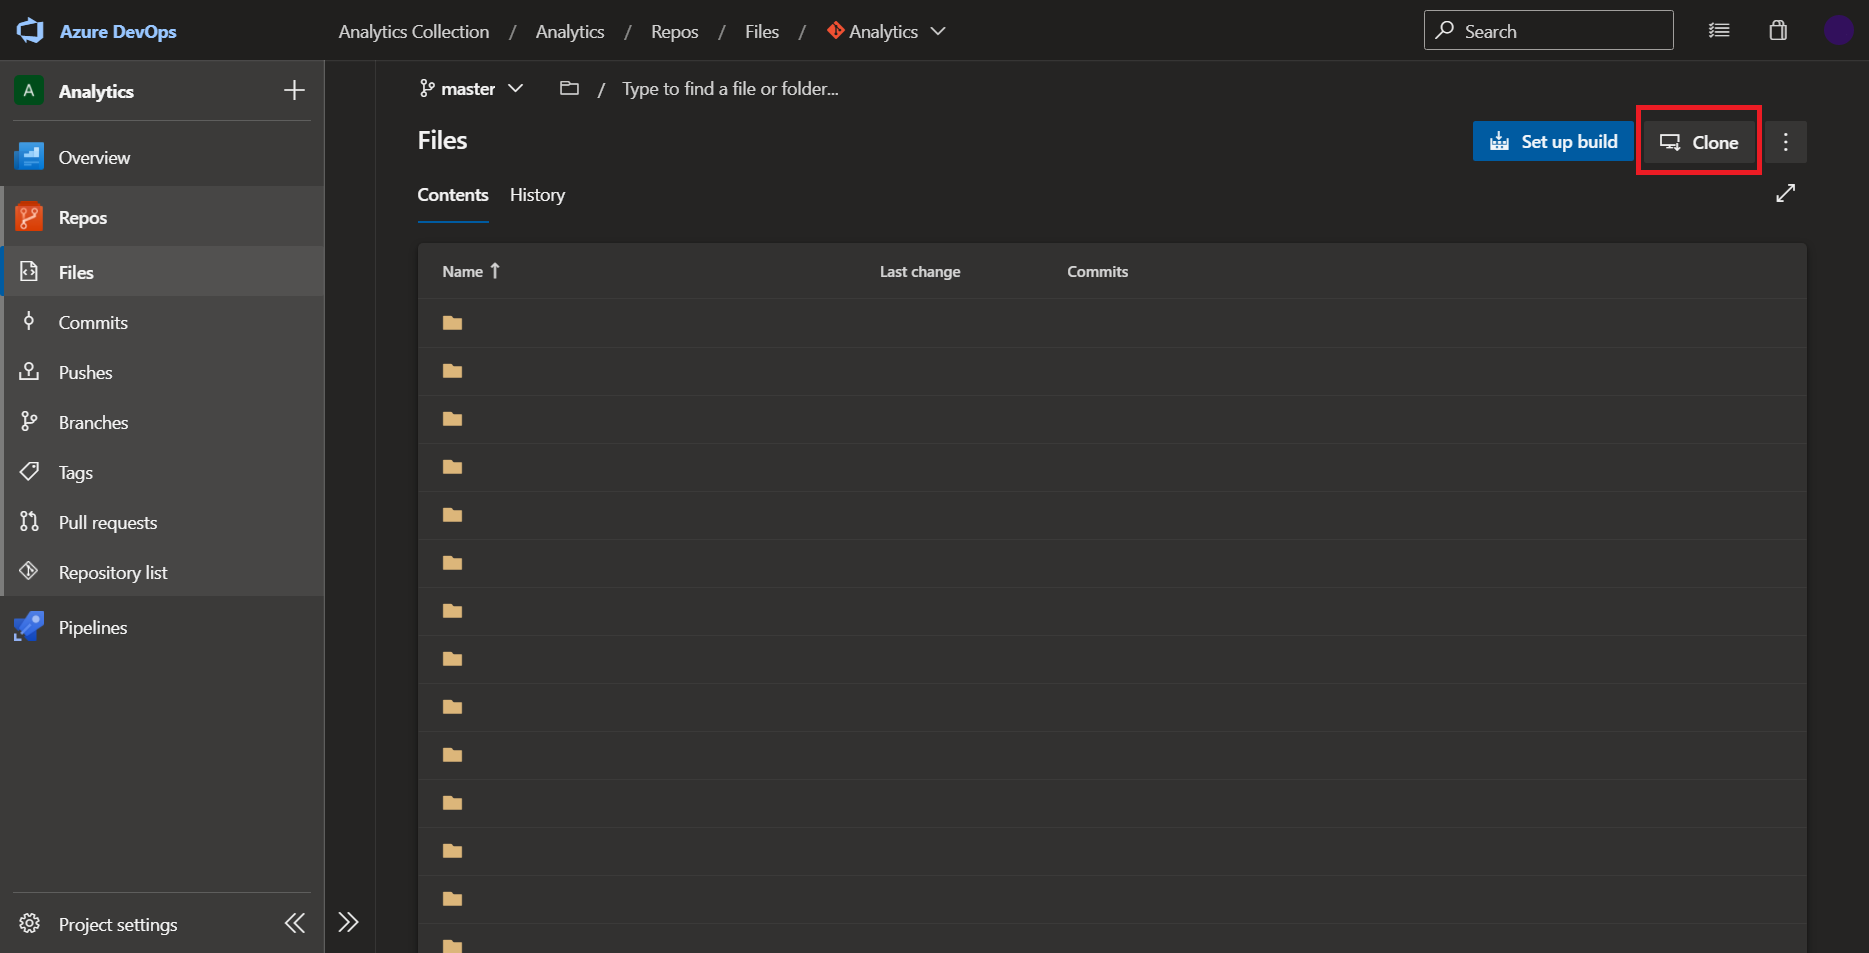 Azure DevOps
Analytics Collection / Analytics / Repos / Files / Analytics
Search
A Analytics
Overview
Repos
Files
Commits
Pushes
Branches
Tags
Pull requests
Repository list
Pipelines
Project settings
master / Type to find a file or folder...
Files
Set up build
Clone
Contents History
Name Last change Commits